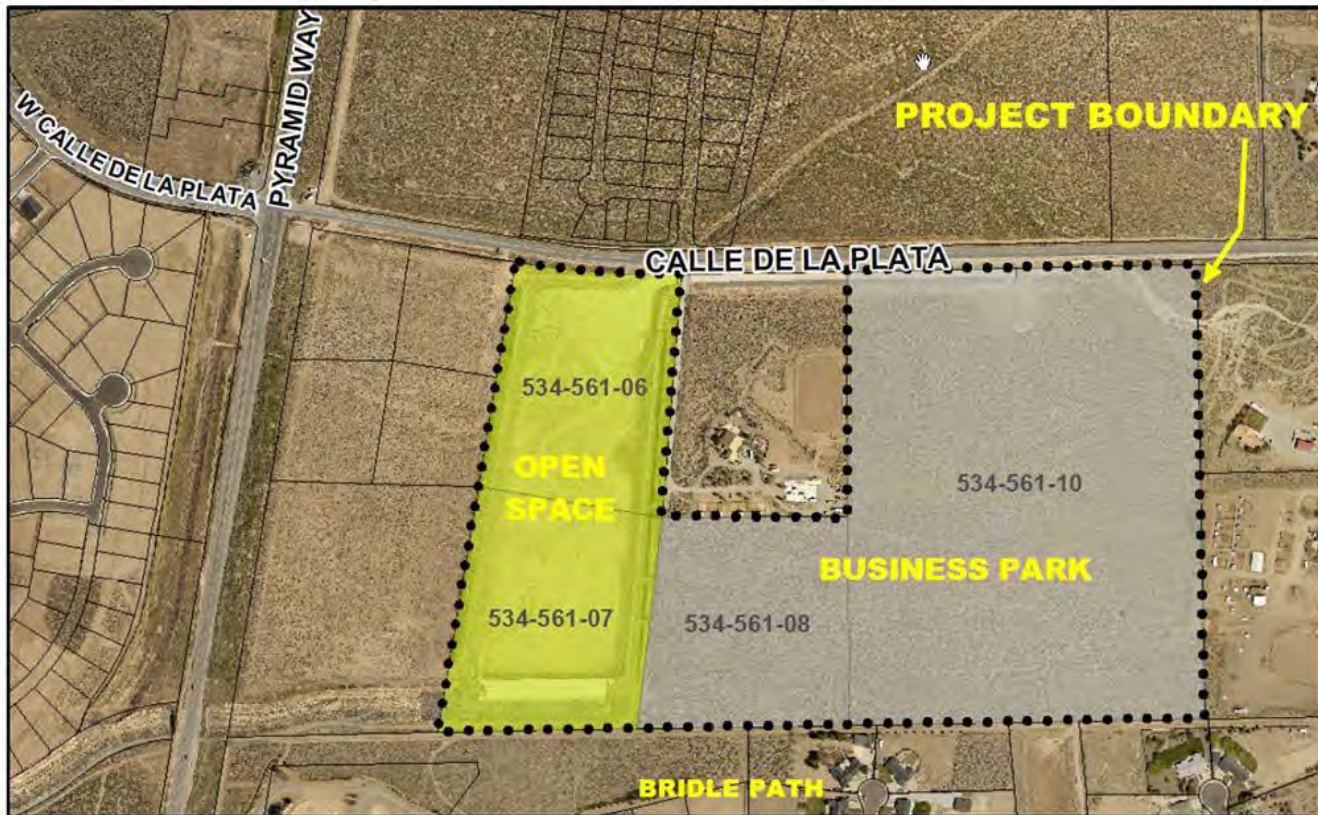 PYRAMID WAY
PROJECT BOUNDARY
W CALLE DE LA PLATA
CALLE DE LA PLATA
534-561-06
OPEN
SPACE
534-561-10
BUSINESS PARK
534-561-07
534-561-08
BRIDLE PATH